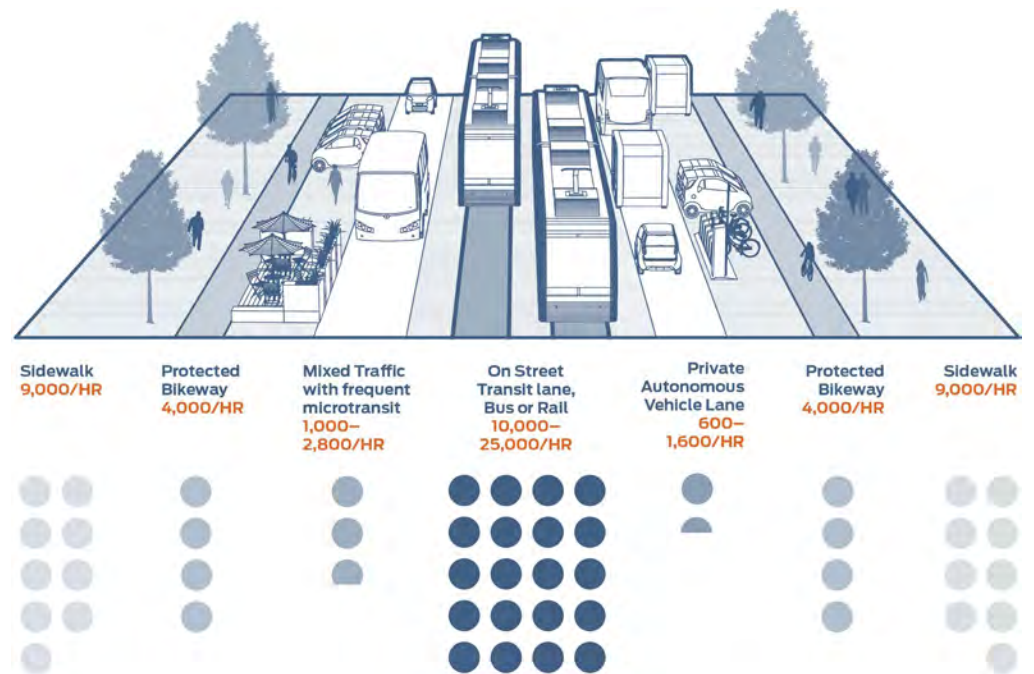 Sidewalk
9,000/HR
Protected
Bikeway
4,000/HR
Mixed Traffic
with frequent
microtransit
1,000–
2,800/HR
On Street
Transit lane,
Bus or Rail
10,000–
25,000/HR
Private
Autonomous
Vehicle Lane
600–
1,600/HR
Protected
Bikeway
4,000/HR
Sidewalk
9,000/HR